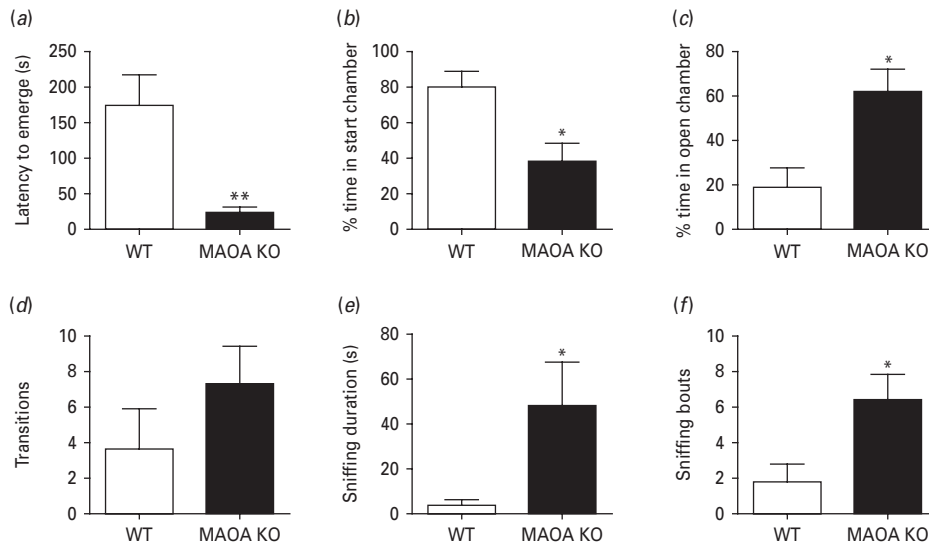 (a)
Latency to emerge (s)
250
200
150
100
50
0
**
WT
MAOA KO
(b)
% time in start chamber
100
80
60
40
20
0
*
WT
MAOA KO
(c)
% time in open chamber
80
60
40
20
0
*
WT
MAOA KO
(d)
Transitions
10
8
6
4
2
0
WT
MAOA KO
(e)
Sniffing duration (s)
80
60
40
20
0
*
WT
MAOA KO
(f)
Sniffing bouts
10
8
6
4
2
0
*
WT
MAOA KO